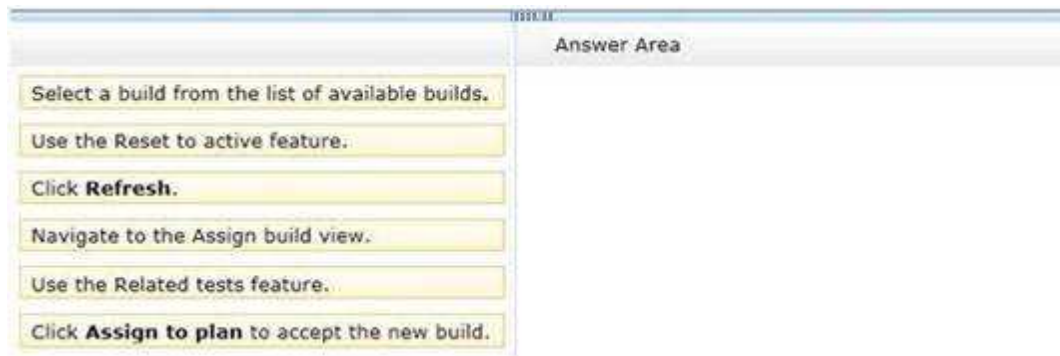 Answer Area
Select a build from the list of available builds.
Use the Reset to active feature.
Click Refresh.
Navigate to the Assign build view.
Use the Related tests feature.
Click Assign to plan to accept the new build.